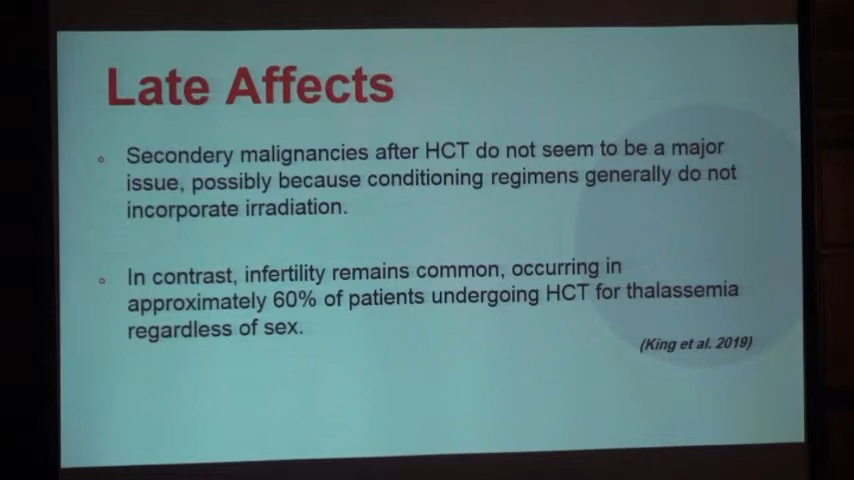 Late Affects
Secondery malignancies after HCT do not seem to be a major
issue, possibly because conditioning regimens generally do not
incorporate irradiation.
In contrast, infertility remains common, occurring in
approximately 60% of patients undergoing HCT for thalassemia
regardless of sex.
(King et al. 2019)